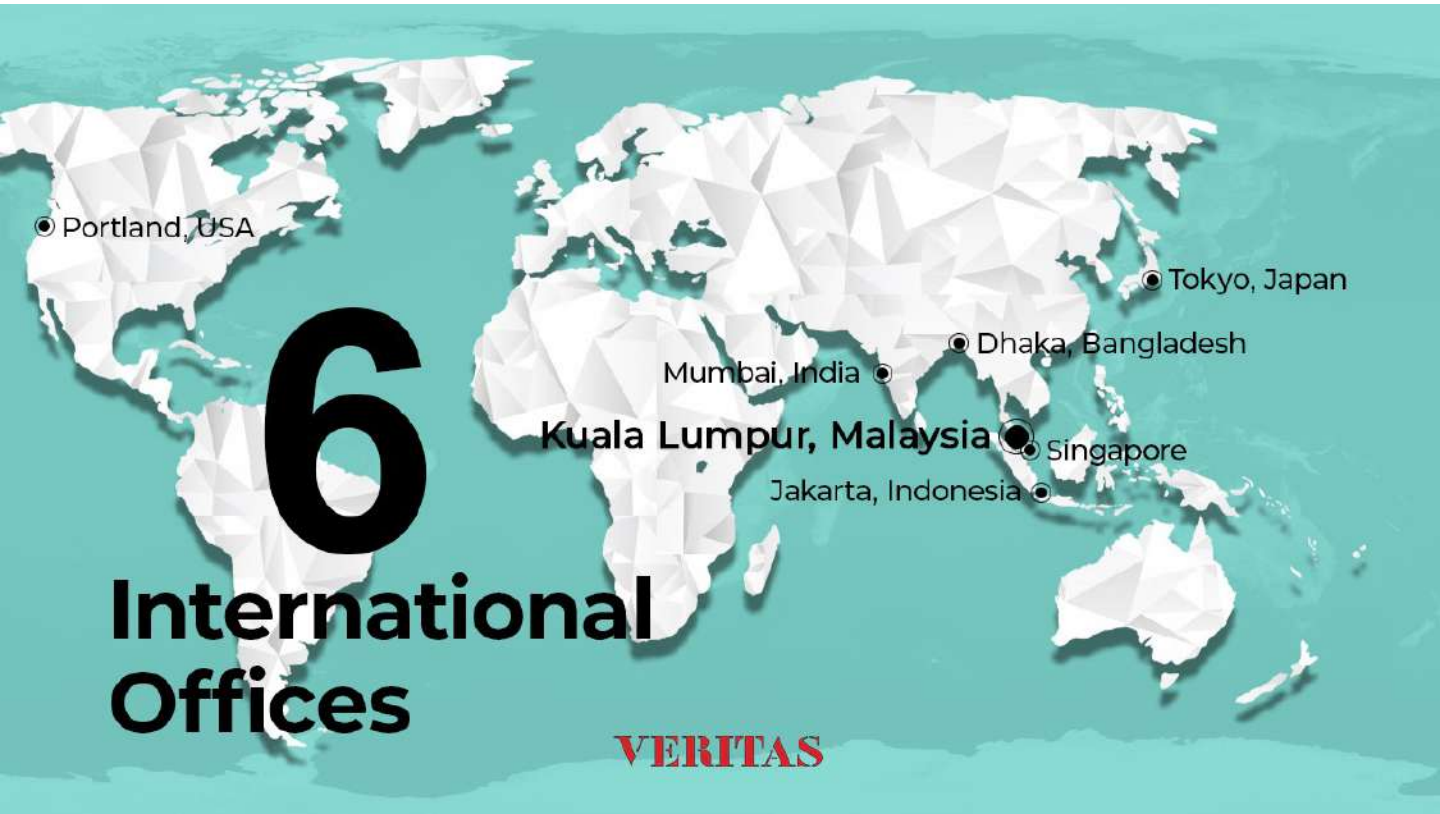 Portland, USA
Tokyo, Japan
Dhaka, Bangladesh
Mumbai, India
Kuala Lumpur, Malaysia
Singapore
Jakarta, Indonesia
6
International
Offices
VERITAS